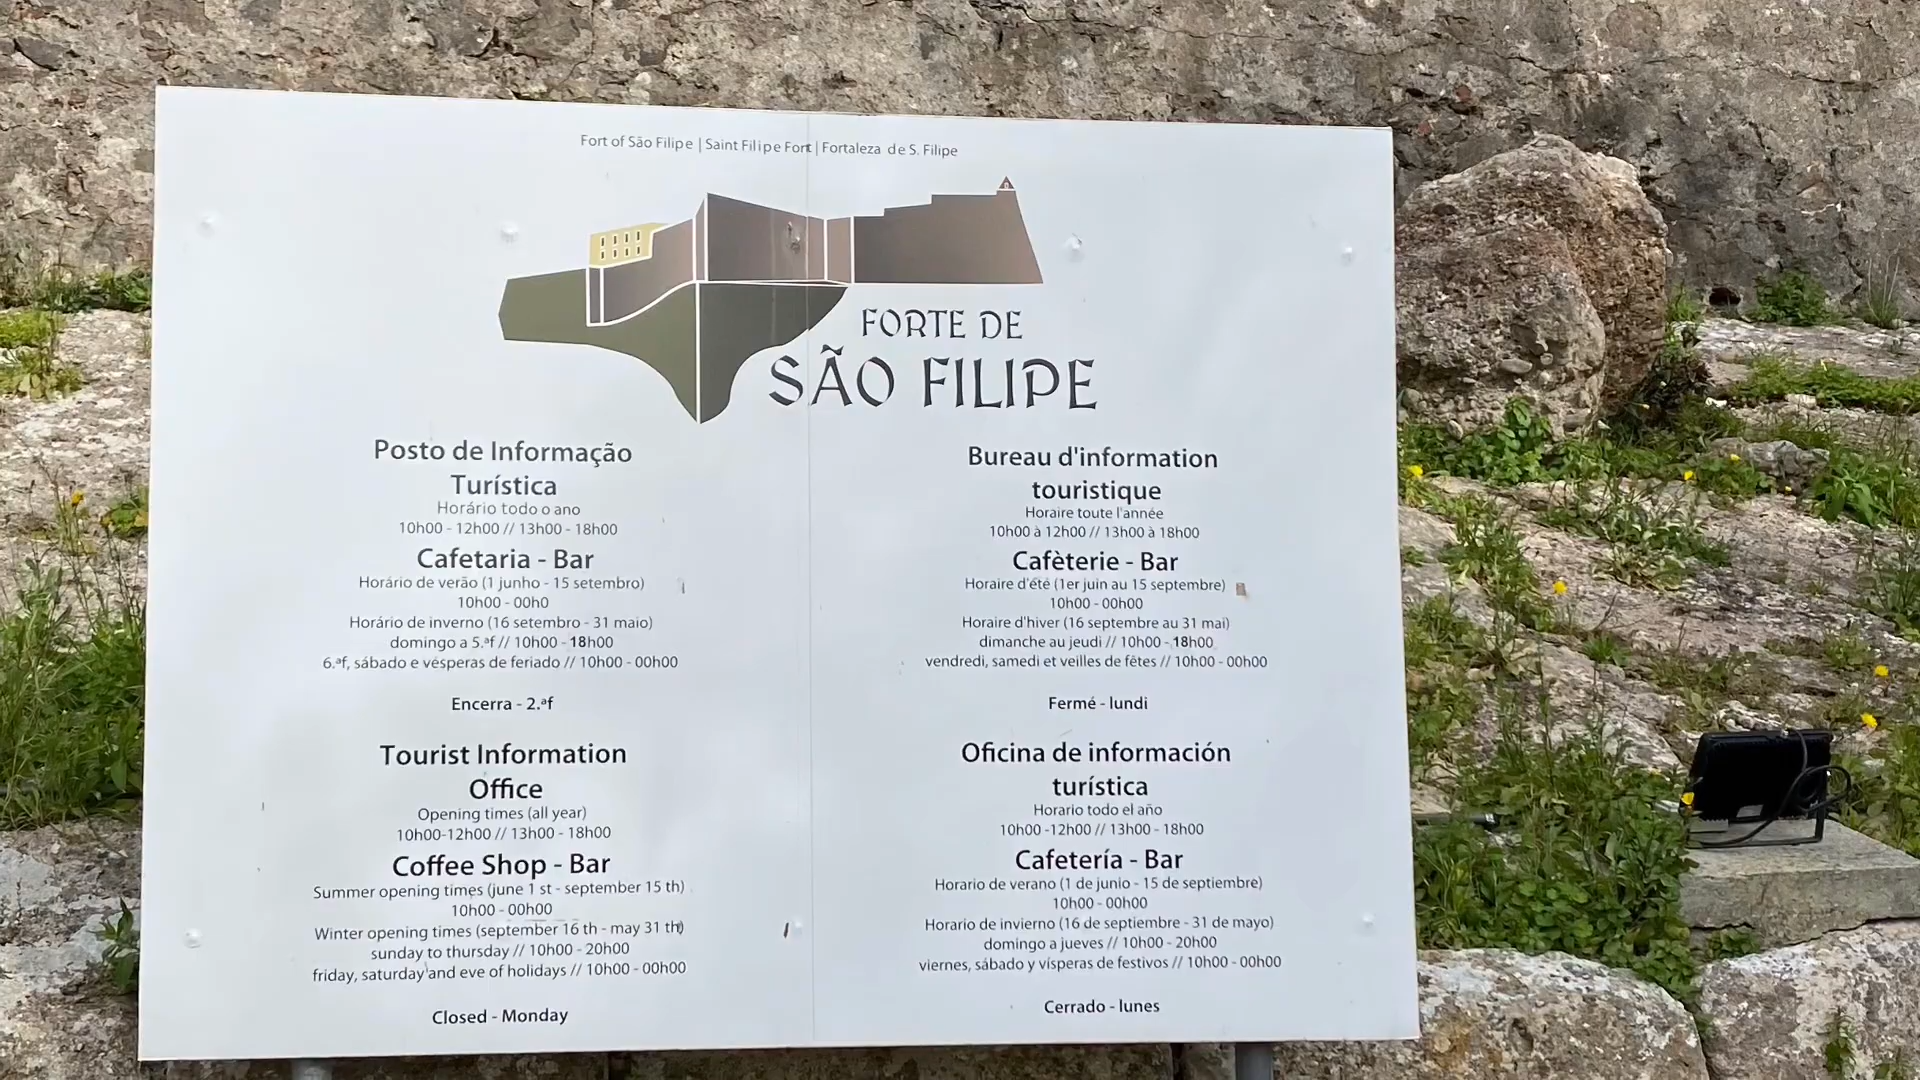 Fort of São Filipe | Saint Filipe Fort | Fortaleza de S. Filipe
FORTE DE
SÃO FILIPE
Posto de Informação
Turística
Horário todo o ano
10h00 - 12h00 // 13h00 - 18h00
Cafetaria - Bar
Horário de verão (1 junho - 15 setembro)
10h00 - 00h0
Horário de inverno (16 setembro - 31 maio)
domingo a 5.ªf // 10h00 - 18h00
6.ªf, sábado e vésperas de feriado // 10h00 - 00h00
Encerra - 2.ªf
Bureau d'information
touristique
Horaire toute l'année
10h00 à 12h00 // 13h00 à 18h00
Cafèterie - Bar
Horaire d'été (1er juin au 15 septembre)
10h00 - 00h00
Horaire d'hiver (16 septembre au 31 mai)
dimanche au jeudi // 10h00 - 18h00
vendredi, samedi et veilles de fêtes // 10h00 - 00h00
Fermé - lundi
Tourist Information
Office
Opening times (all year)
10h00-12h00 // 13h00 - 18h00
Coffee Shop - Bar
Summer opening times (june 1 st - september 15 th)
10h00 - 00h00
Winter opening times (september 16 th - may 31 th)
sunday to thursday // 10h00 - 20h00
friday, saturday and eve of holidays // 10h00 - 00h00
Closed - Monday
Oficina de información
turística
Horario todo el año
10h00 -12h00 // 13h00 - 18h00
Cafetería - Bar
Horario de verano (1 de junio - 15 de septiembre)
10h00 - 00h00
Horario de invierno (16 de septiembre - 31 de mayo)
domingo a jueves // 10h00 - 20h00
viernes, sábado y vísperas de festivos // 10h00 - 00h00
Cerrado - lunes